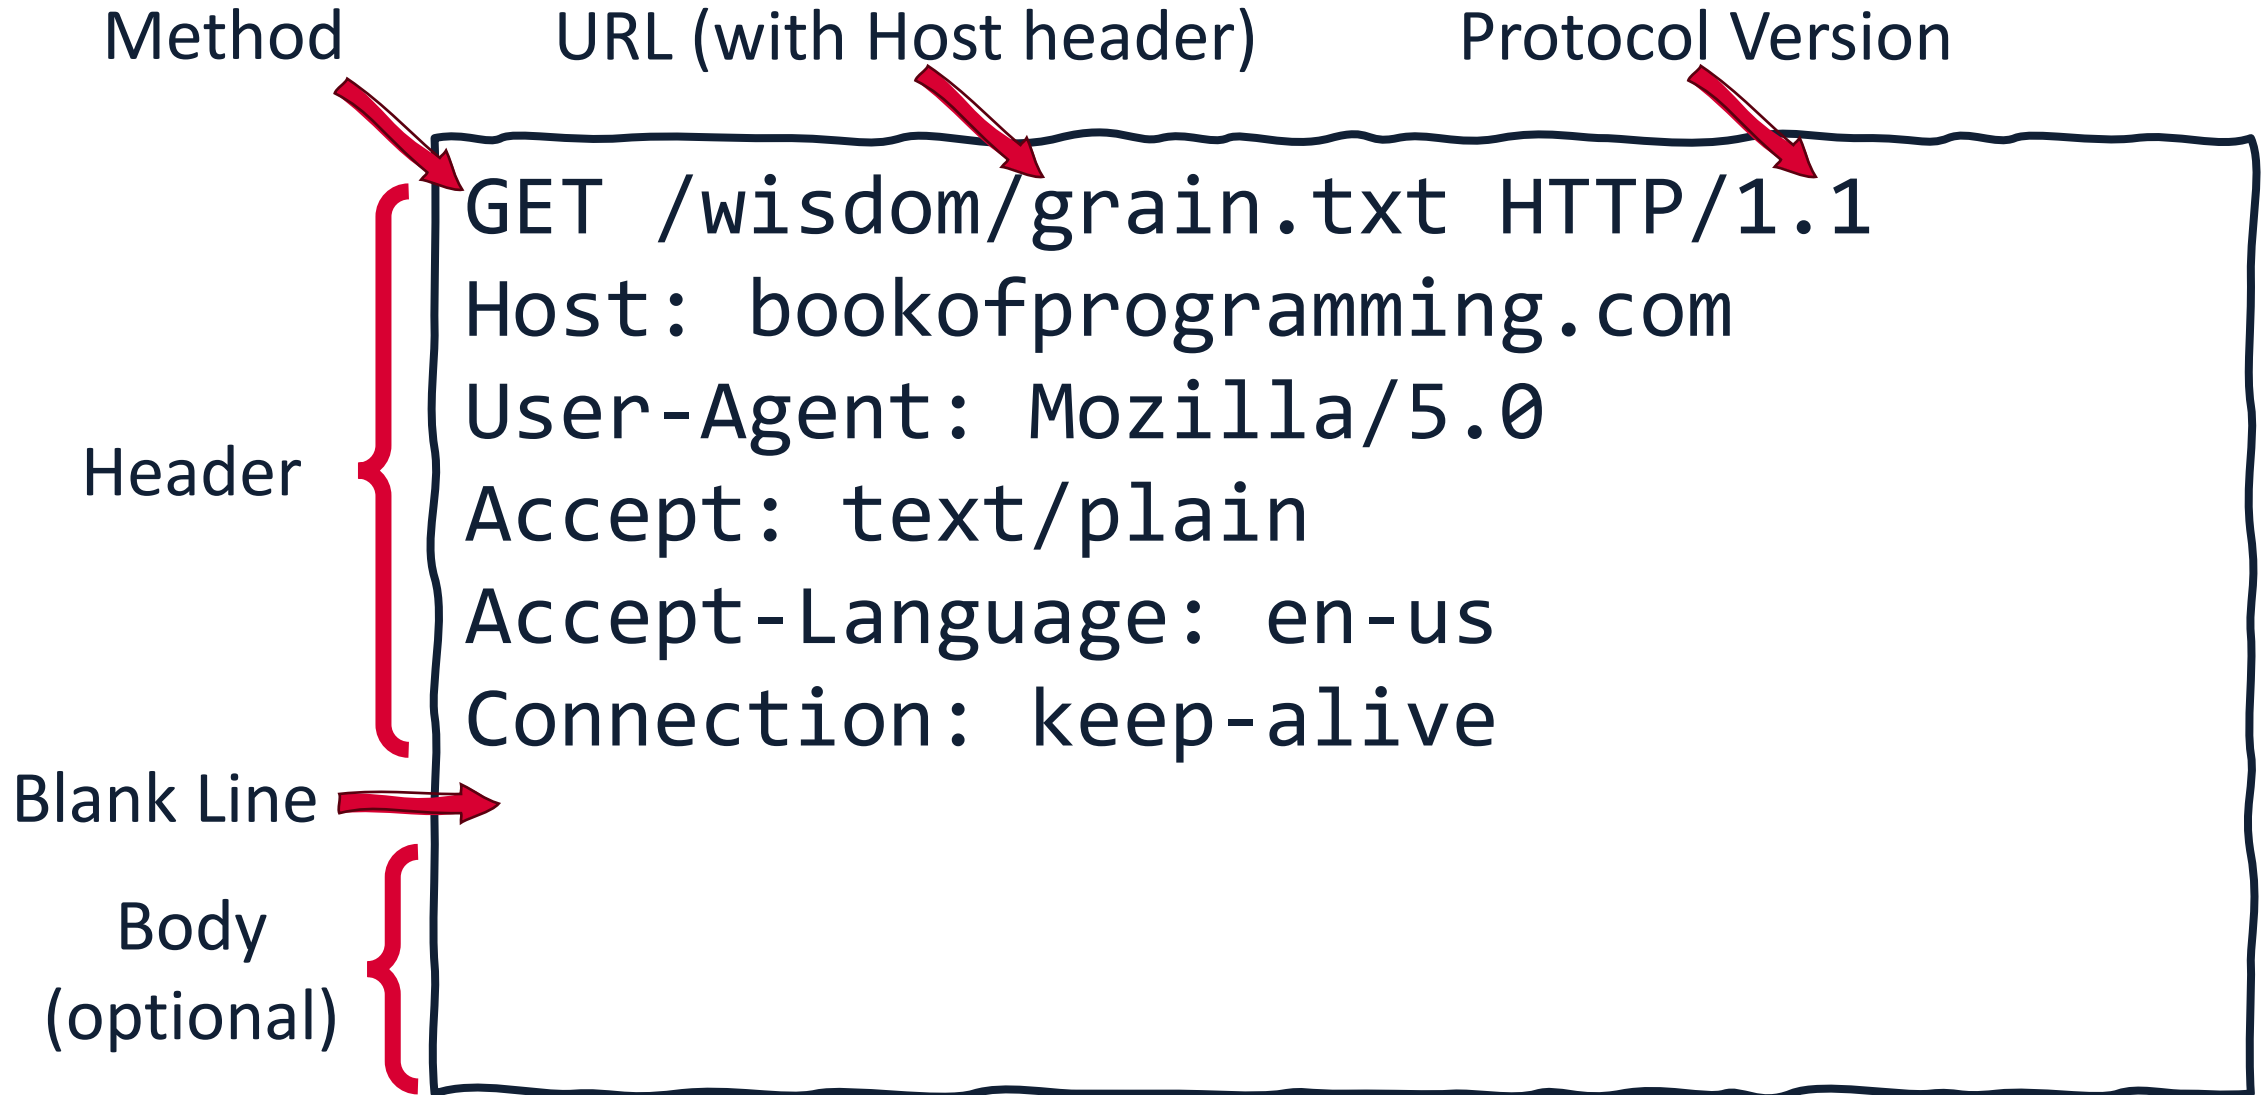 Method URL (with Host header) Protocol Version
GET /wisdom/grain.txt HTTP/1.1
Host: bookofprogramming.com
User-Agent: Mozilla/5.0
Header
Accept: text/plain
Accept-Language: en-us
Connection: keep-alive
Blank Line
Body
(optional)